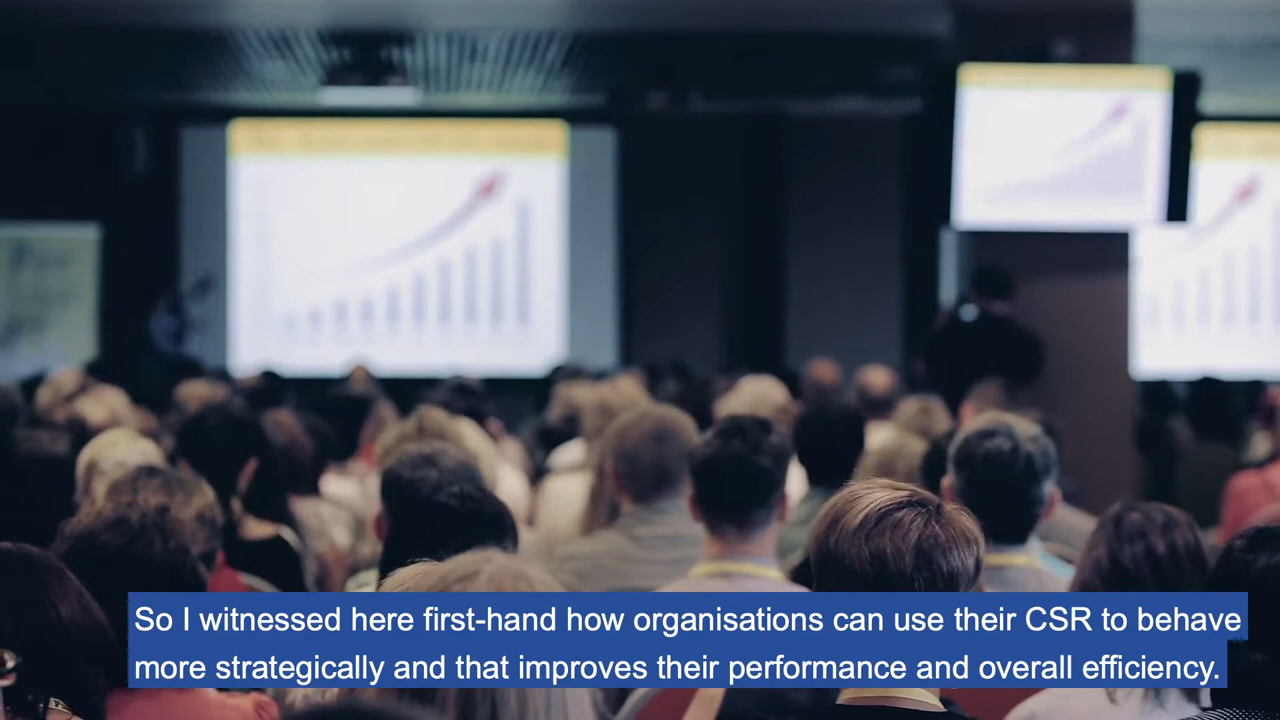 So I witnessed here first-hand how organisations can use their CSR to behave
more strategically and that improves their performance and overall efficiency.